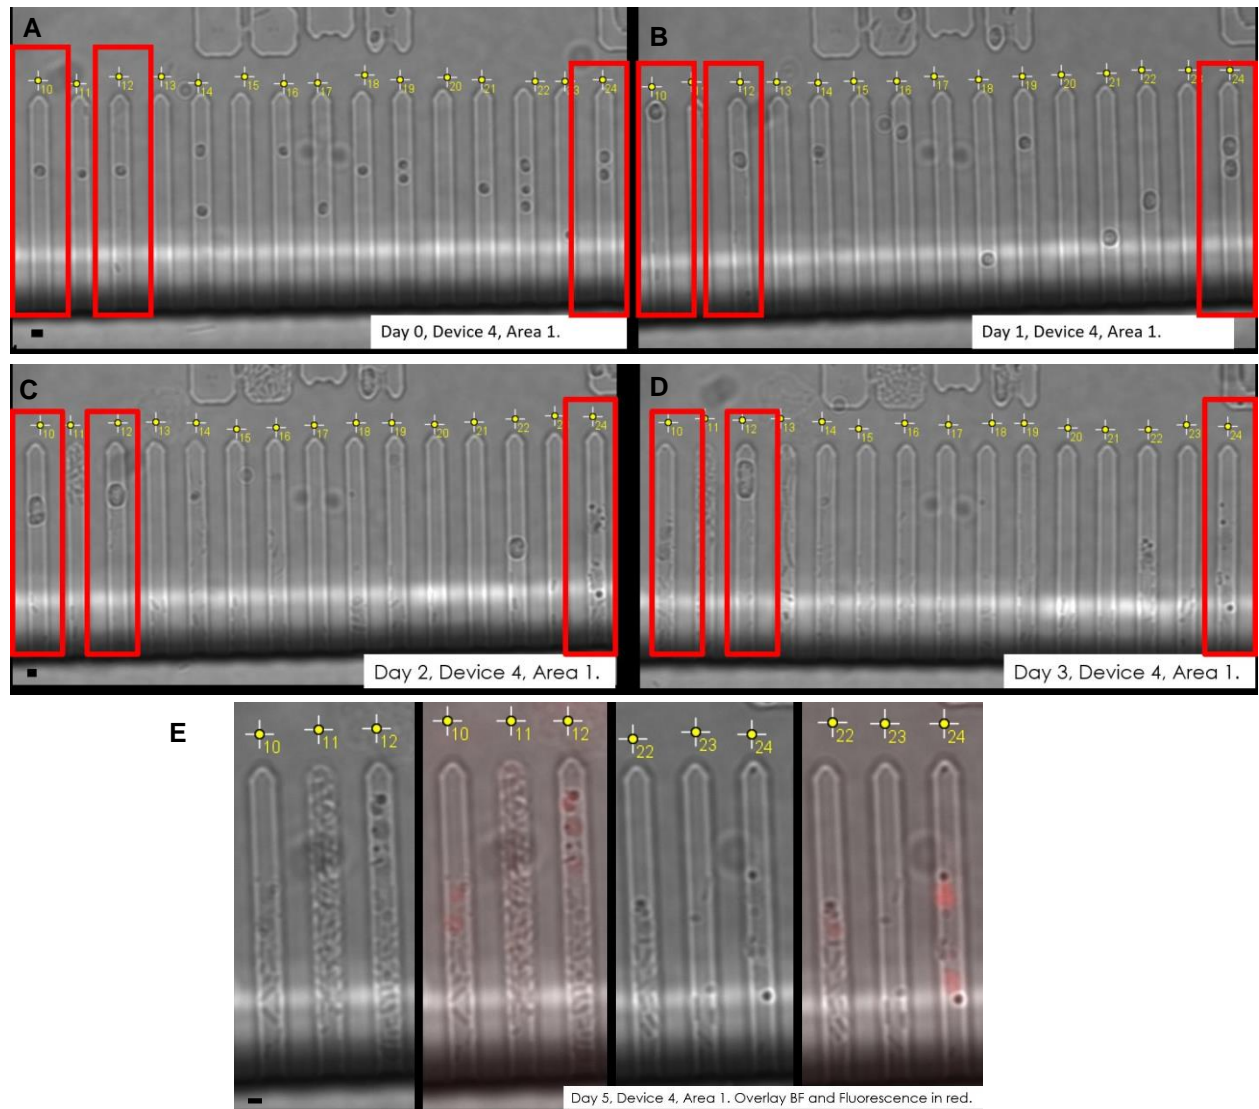 A
B
10 11 12 13 14 15 16 17 18 19 20 21 22 3 24
10 11 12 13 14 15 16 17 18 19 20 21 22 2 24
Day 0, Device 4, Area 1.
Day 1, Device 4, Area 1.
C
D
10 11 12 13 14 15 16 17 18 19 20 21 22 2 24
10 11 12 13 14 15 16 17 18 19 20 21 22 23 24
Day 2, Device 4, Area 1.
Day 3, Device 4, Area 1.
E
10 11 12
10 11 12
22 23 24
22 23 24
Day 5, Device 4, Area 1. Overlay BF and Fluorescence in red.